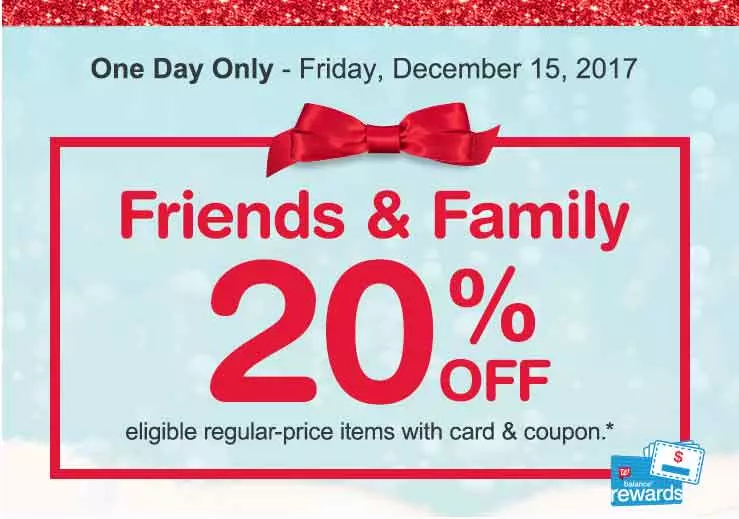 One Day Only - Friday, December 15, 2017
Friends & Family
20%
OFF
eligible regular-price items with card & coupon.*
$
W
balance®
rewards